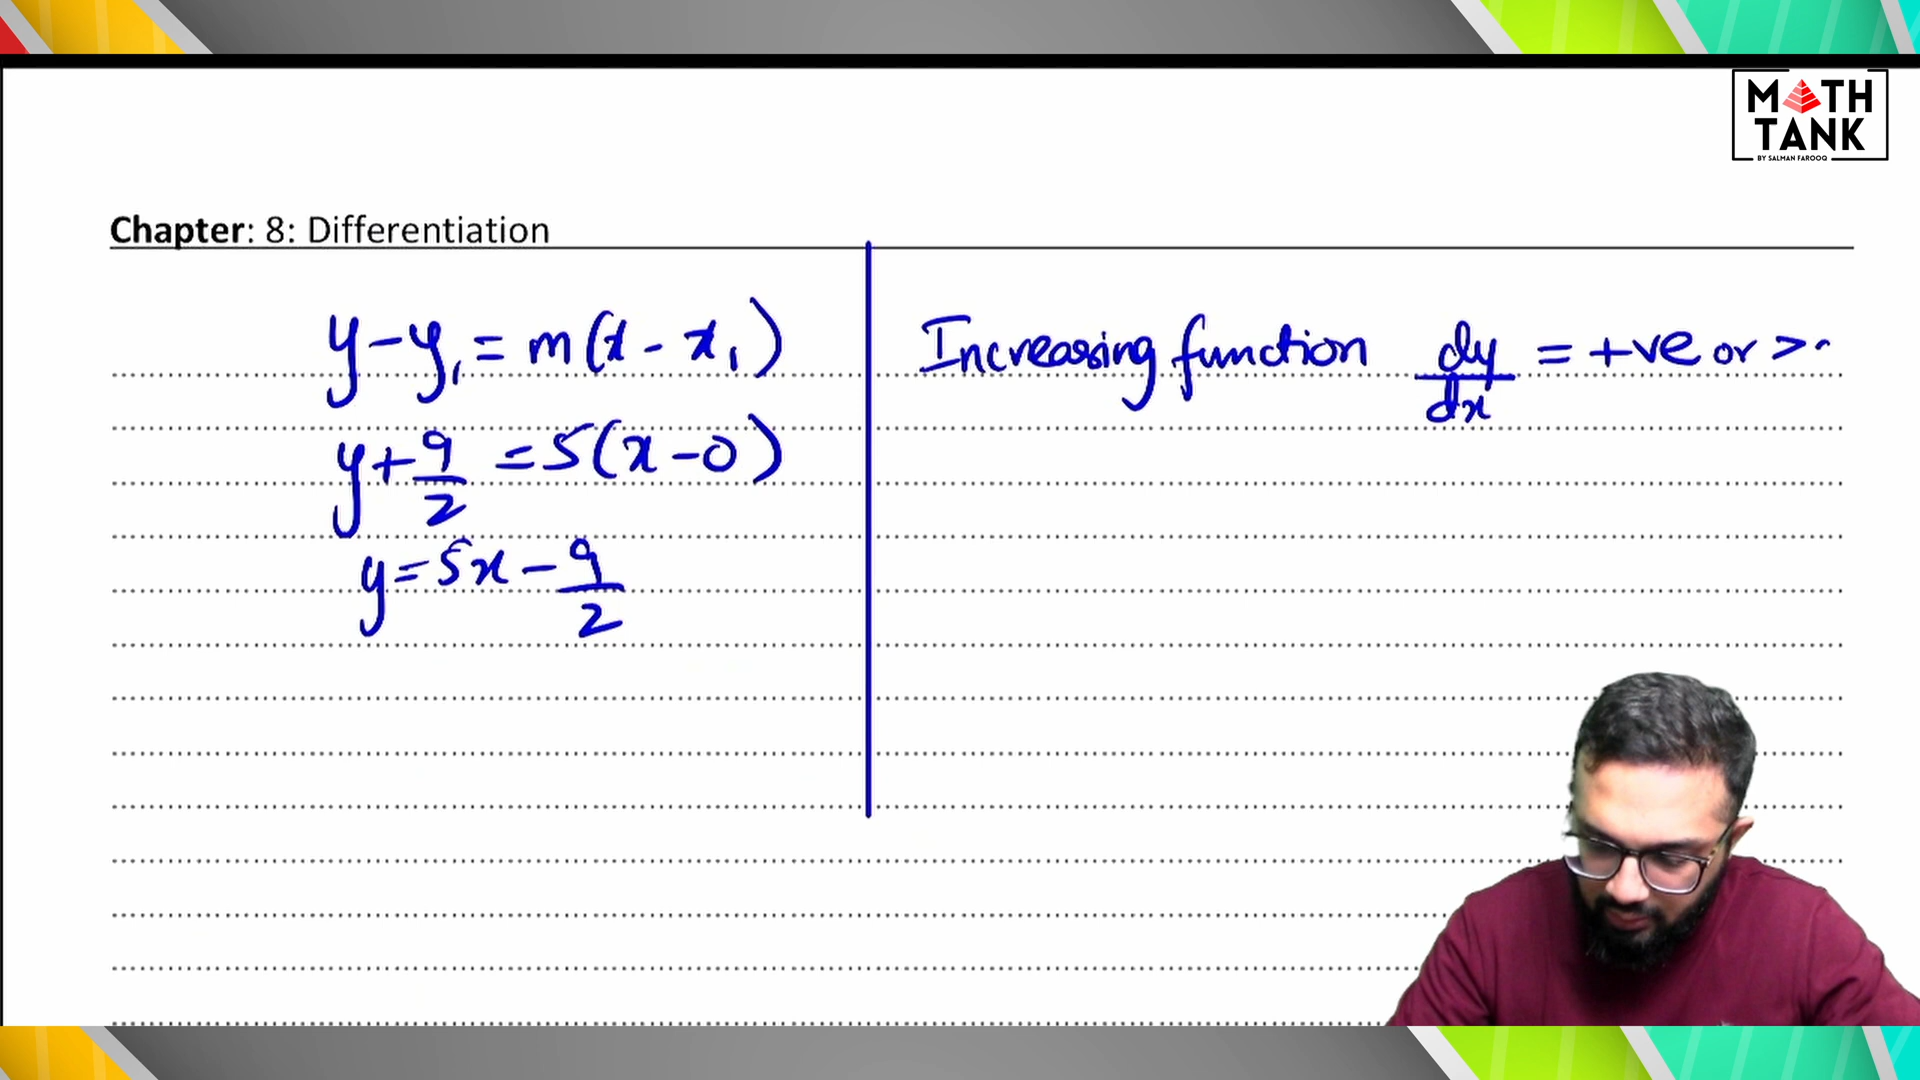 MATH
TANK
BY SALMAN FAROOQ
Chapter: 8: Differentiation
y-y₁ = m(x - x₁)
y+9/2 = 5(x-0)
y=5x-9/2
Increasing function dy/dx = +ve or >